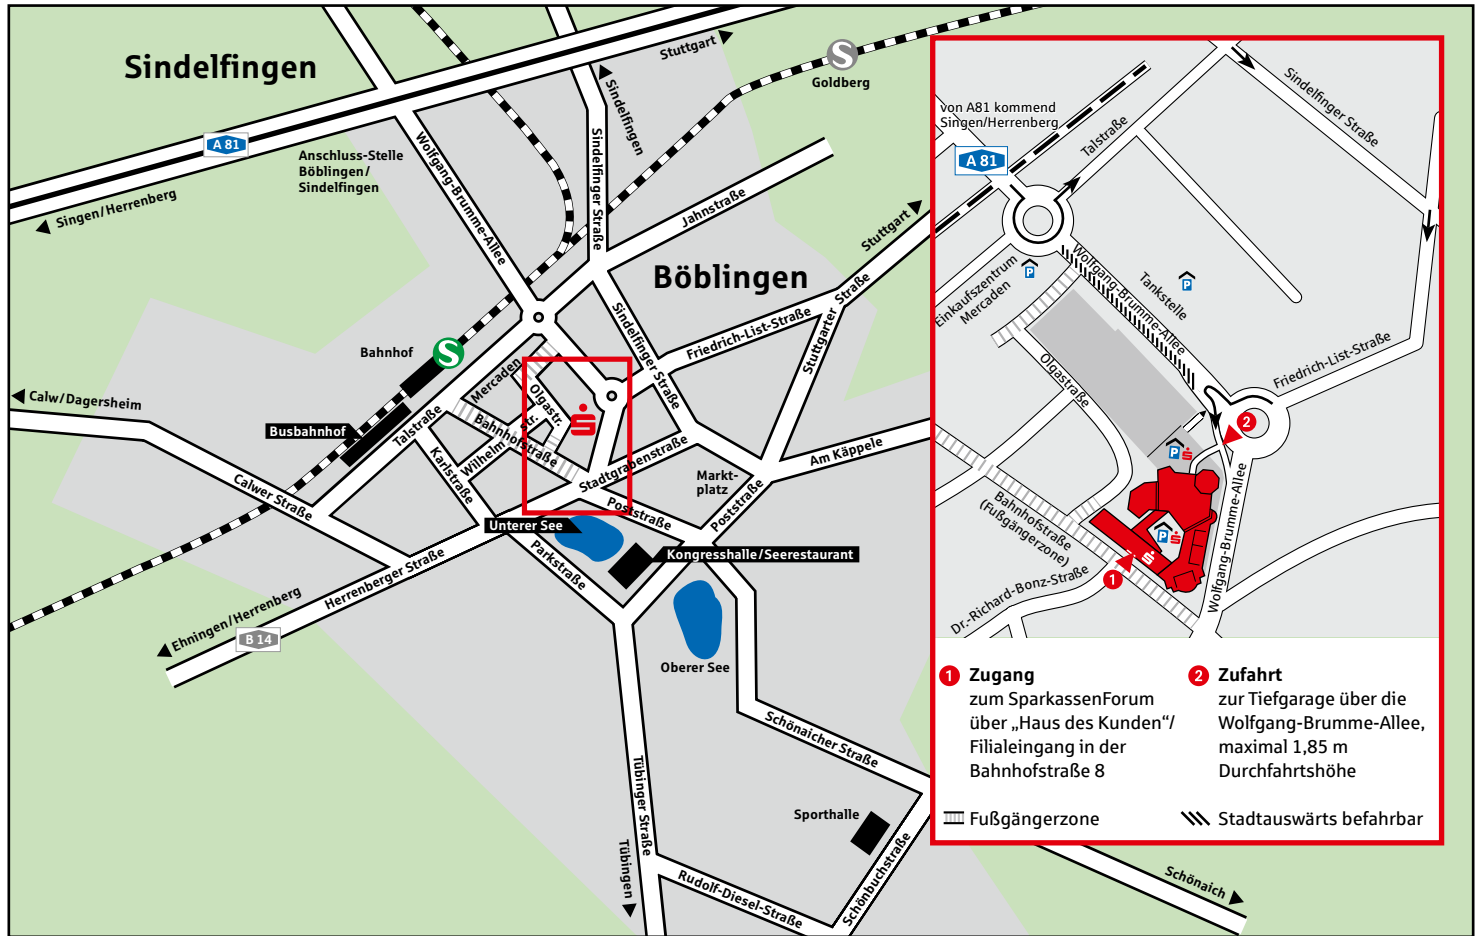 Sindelfingen
Stuttgart
Sindelfingen
Goldberg
A 81
Anschluss-Stelle
Böblingen/
Sindelfingen
Singen/Herrenberg
Wolfgang-Brumme-Allee
Sindelfinger Straße
Jahnstraße
Stuttgart
Böblingen
Bahnhof
S
S
Mercaden
Olgastr.
Sindelfinger Straße
Friedrich-List-Straße
Stuttgarter Straße
Calw/Dagersheim
Busbahnhof
Talstraße
Bahnhofstraße
Wilhelm
str.
Karlstraße
Stadtgrabenstraße
Am Käppele
Markt-
platz
Calwer Straße
Unterer See
Poststraße
Poststraße
Kongresshalle/Seerestaurant
Parkstraße
Herrenberger Straße
Ehningen/Herrenberg
B 14
Oberer See
Schönaicher Straße
Tübinger Straße
Sporthalle
Tübingen
Rudolf-Diesel-Straße
Schönbuchstraße
Schönaich
von A81 kommend
Singen/Herrenberg
A 81
Talstraße
Sindelfinger Straße
Einkaufszentrum
Mercaden
P
Wolfgang-Brumme-Allee
Tankstelle
P
Olgastraße
Friedrich-List-Straße
2
P
P
Bahnhofstraße
(Fußgängerzone)
1
Dr.-Richard-Bonz-Straße
Wolfgang-Brumme-Allee
1 Zugang
zum SparkassenForum
über „Haus des Kunden“/
Filialeingang in der
Bahnhofstraße 8
2 Zufahrt
zur Tiefgarage über die
Wolfgang-Brumme-Allee,
maximal 1,85 m
Durchfahrtshöhe
Fußgängerzone
Stadtauswärts befahrbar